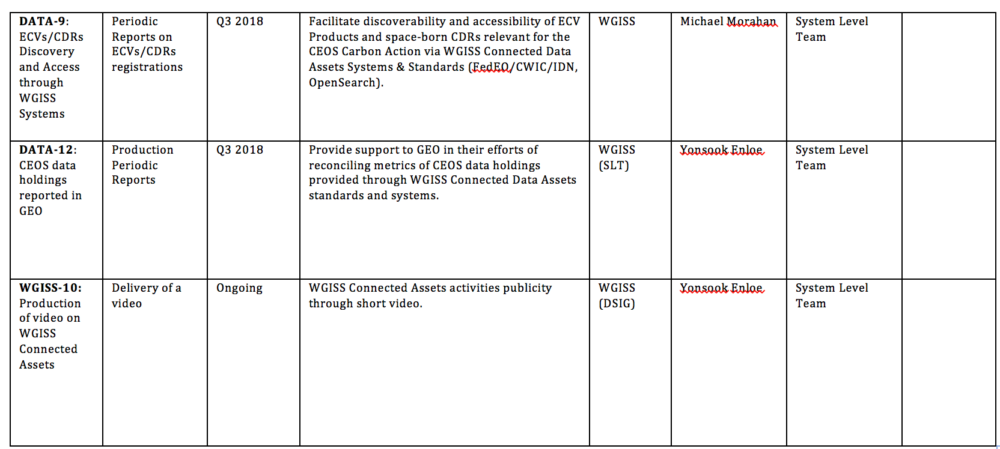 DATA-9:
ECVs/CDRs
Discovery
and Access
through
WGISS
Systems
Periodic
Reports on
ECVs/CDRs
registrations
Q3 2018
Facilitate discoverability and accessibility of ECV
Products and space-born CDRs relevant for the
CEOS Carbon Action via WGISS Connected Data
Assets Systems & Standards (FedEO/CWIC/IDN,
OpenSearch).
WGISS
Michael Morahan
System Level
Team
DATA-12:
CEOS data
holdings
reported in
GEO
Production
Periodic
Reports
Q3 2018
Provide support to GEO in their efforts of
reconciling metrics of CEOS data holdings
provided through WGISS Connected Data Assets
standards and systems.
WGISS
(SLT)
Yonsook Enloe
System Level
Team
WGISS-10:
Production
of video on
WGISS
Connected
Assets
Delivery of a
video
Ongoing
WGISS Connected Assets activities publicity
through short video.
WGISS
(DSIG)
Yonsook Enloe
System Level
Team